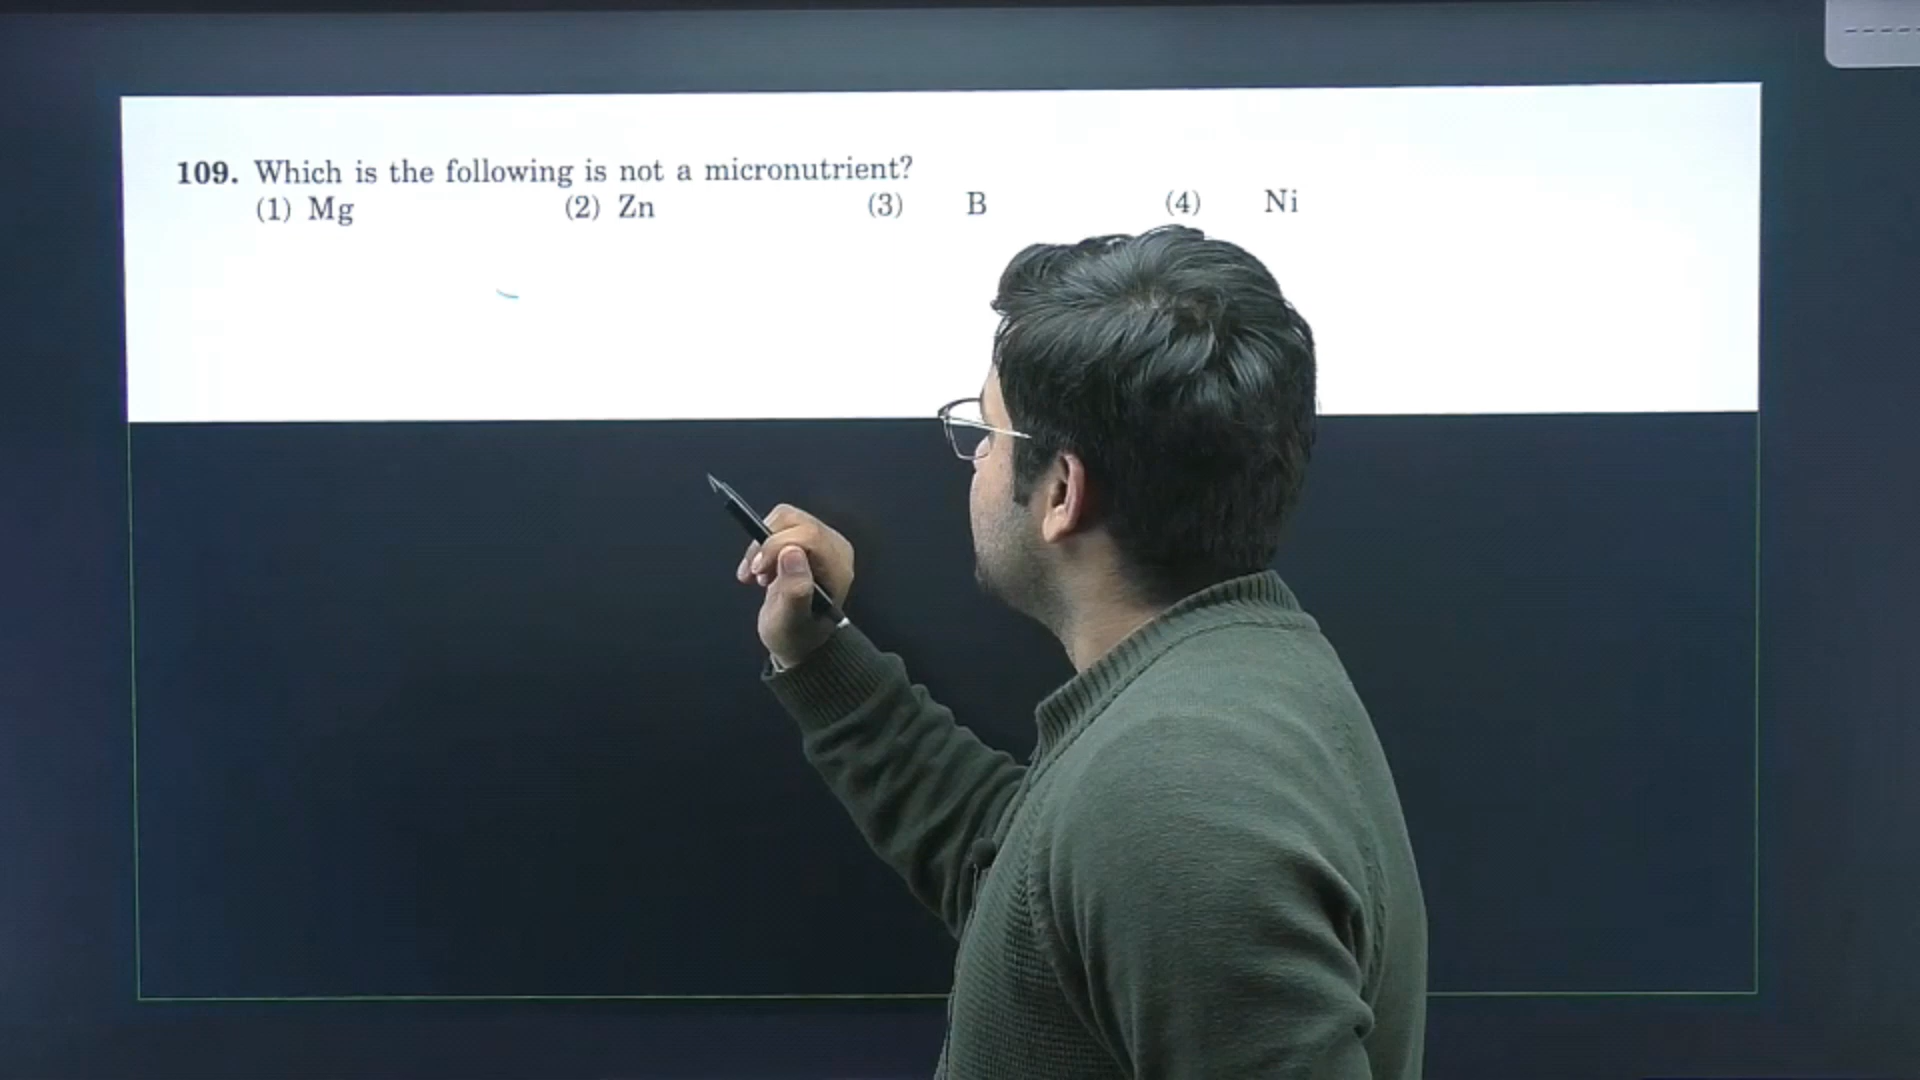 109. Which is the following is not a micronutrient?
(1) Mg (2) Zn (3) B (4) Ni